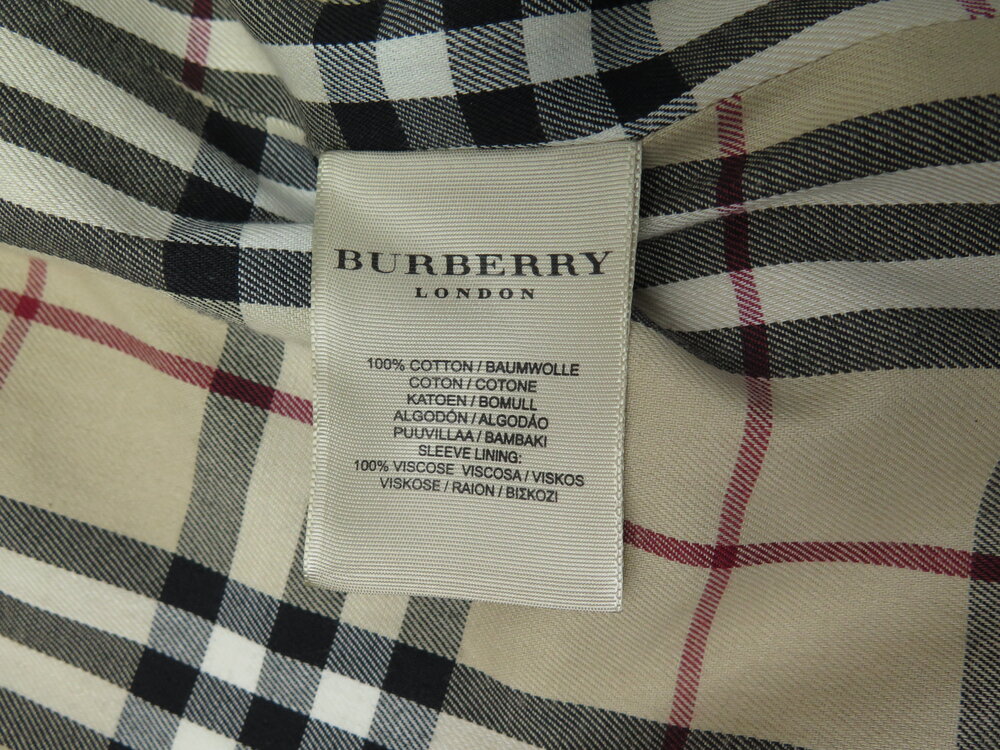 BURBERRY
LONDON
100% COTTON / BAUMWOLLE
COTON / COTONE
KATOEN / BOMULL
ALGODÓN / ALGODÃO
PUUVILLAA / BAMBAKI
SLEEVE LINING:
100% VISCOSE VISCOSA / VISKOS
VISKOSE / RAION / ΒΙΣΚΟΖΙ